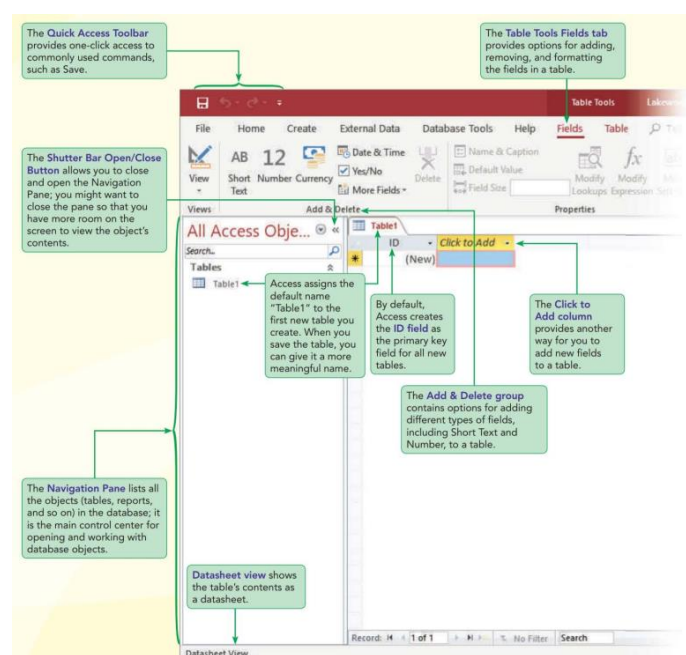 The Quick Access Toolbar
provides one-click access to
commonly used commands,
such as Save.
The Table Tools Fields tab
provides options for adding,
removing, and formatting
the fields in a table.
Table Tools
File Home Create External Data Database Tools Help Fields Table
The Shutter Bar Open/Close
Button allows you to close
and open the Navigation
Pane; you might want to
close the pane so that you
have more room on the
screen to view the object's
contents.
View
AB 12
Short Text Number Currency
Date & Time
Yes/No
More Fields
Delete
Name & Caption
Default Value
Field Size
Modify Lookups
Modify Expression
fx
Views Add & Delete Properties
All Access Obje... «
Search...
Tables
Table1
Table1
ID Click to Add
(New)
Access assigns the
default name
"Table1" to the
first new table you
create. When you
save the table, you
can give it a more
meaningful name.
By default,
Access creates
the ID field as
the primary key
field for all new
tables.
The Click to
Add column
provides another
way for you to
add new fields
to a table.
The Add & Delete group
contains options for adding
different types of fields,
including Short Text and
Number, to a table.
The Navigation Pane lists all
the objects (tables, reports,
and so on) in the database; it
is the main control center for
opening and working with
database objects.
Datasheet view shows
the table's contents as
a datasheet.
Record: 1 of 1 No Filter Search
Datasheet View